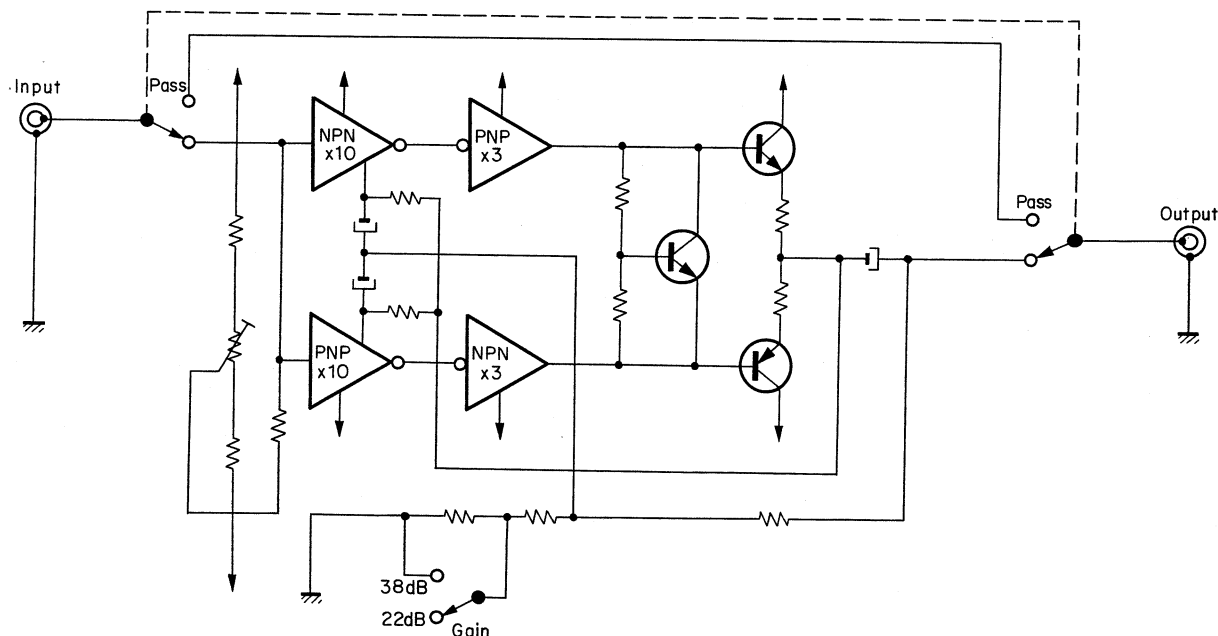 Input
Pass
NPN
x10
PNP
x3
Pass
Output
PNP
x10
NPN
x3
38dB
22dB
Gain